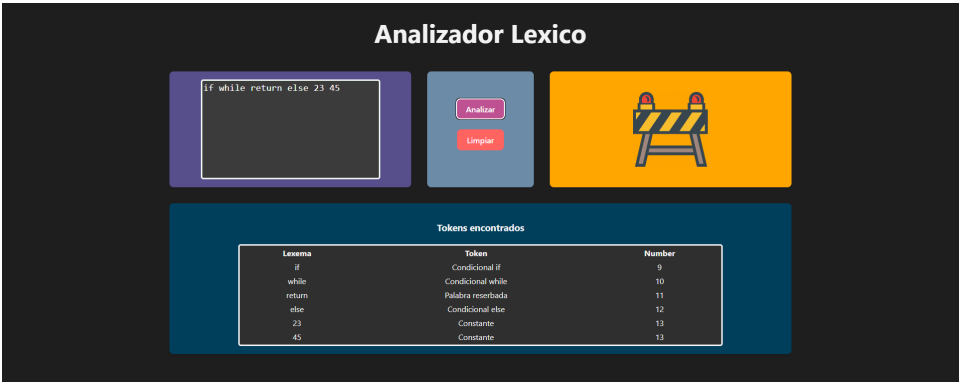 Analizador Lexico
if while return else 23 45
Analizar
Limpiar
Tokens encontrados
Lexema Token Number
if Condicional if 9
while Condicional while 10
return Palabra reserbada 11
else Condicional else 12
23 Constante 13
45 Constante 13